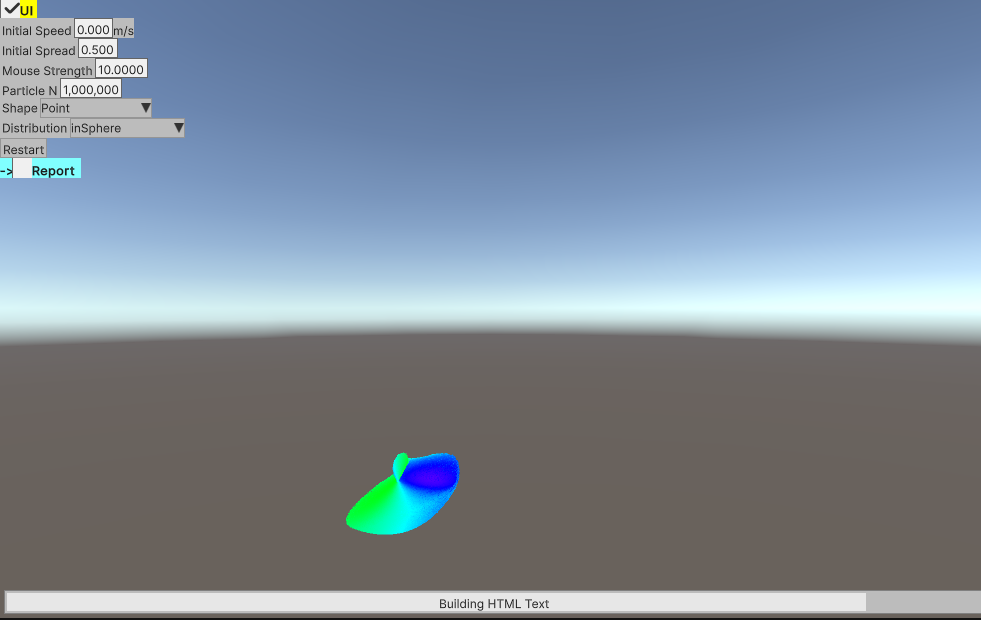 UI
Initial Speed 0.000 m/s
Initial Spread 0.500
Mouse Strength 10.0000
Particle N 1,000,000
Shape Point
Distribution inSphere
Restart
-> Report
Building HTML Text